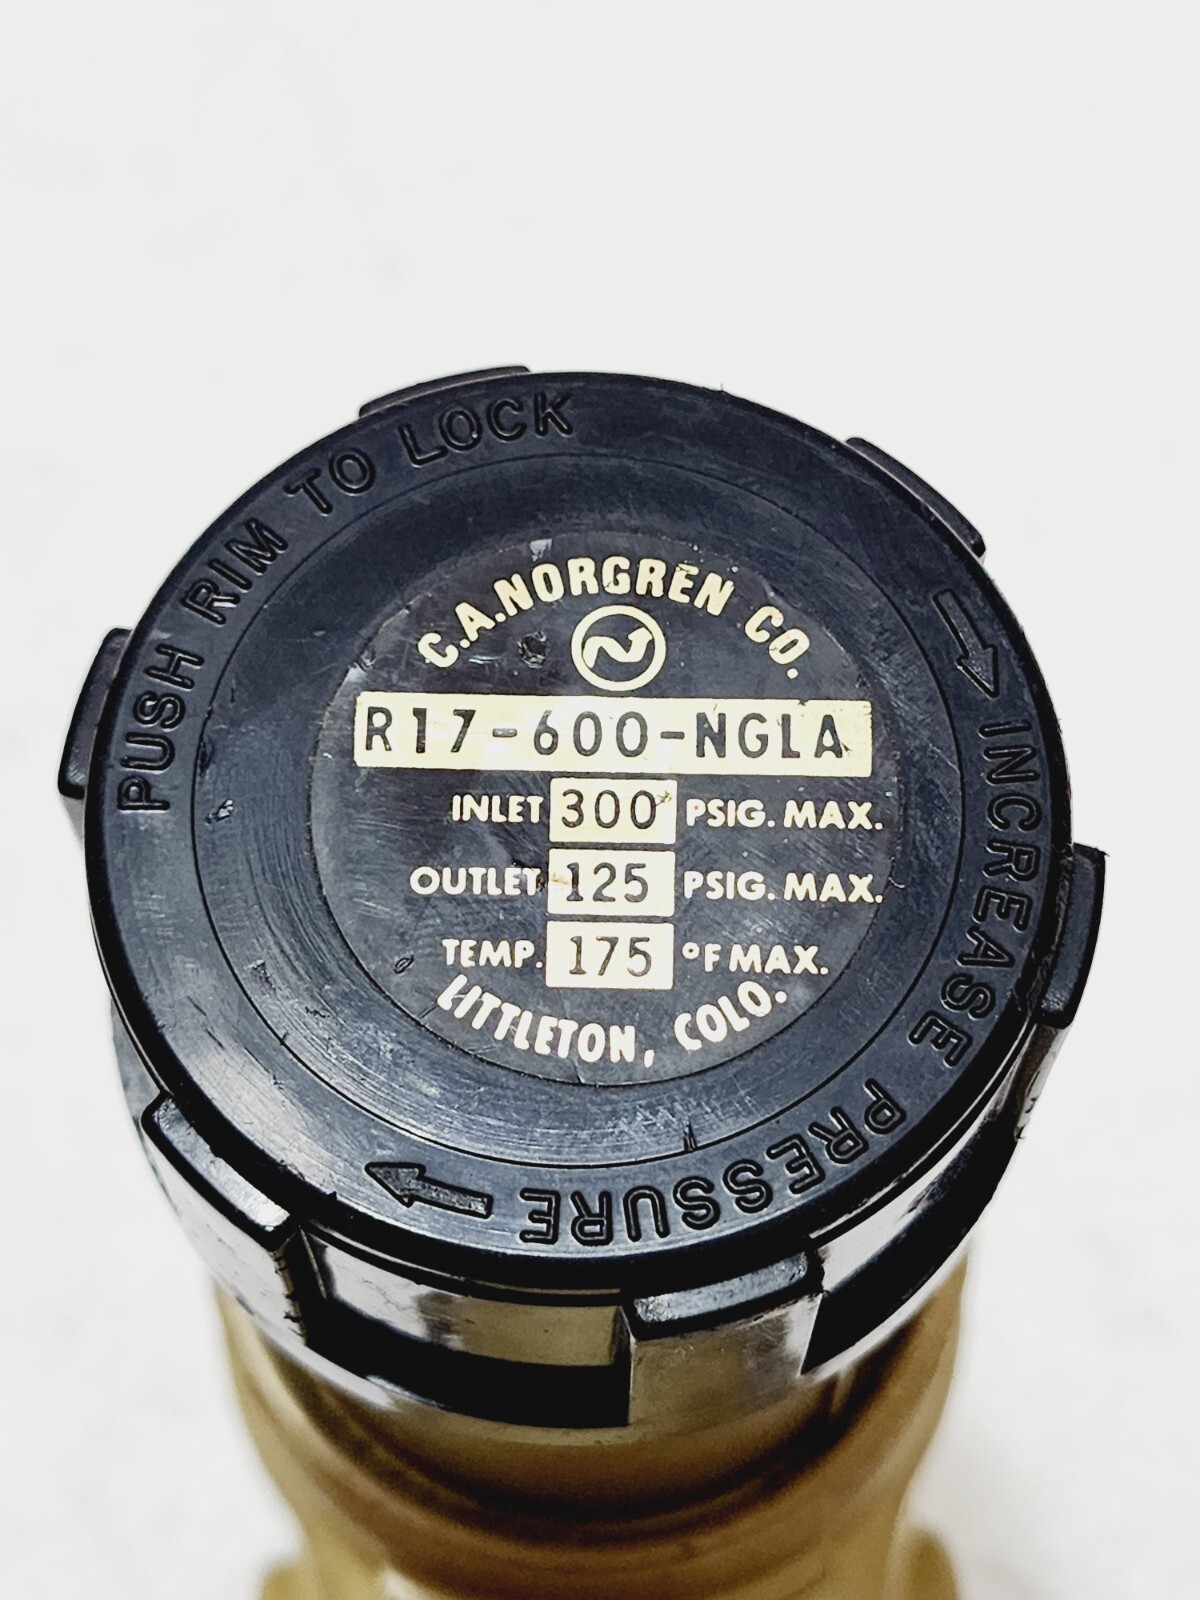 PUSH RIM TO LOCK
INCREASE PRESSURE
C.A.NORGREN CO.
R17-600-NGLA
INLET 300 PSIG. MAX.
OUTLET 125 PSIG. MAX.
TEMP. 175 °F MAX.
LITTLETON, COLO.